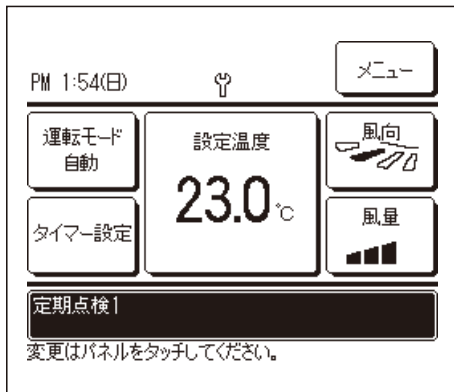 PM 1:54(日)
メニュー
運転モード
自動
設定温度
23.0℃
風向
タイマー設定
風量
定期点検1
変更はパネルをタッチしてください。